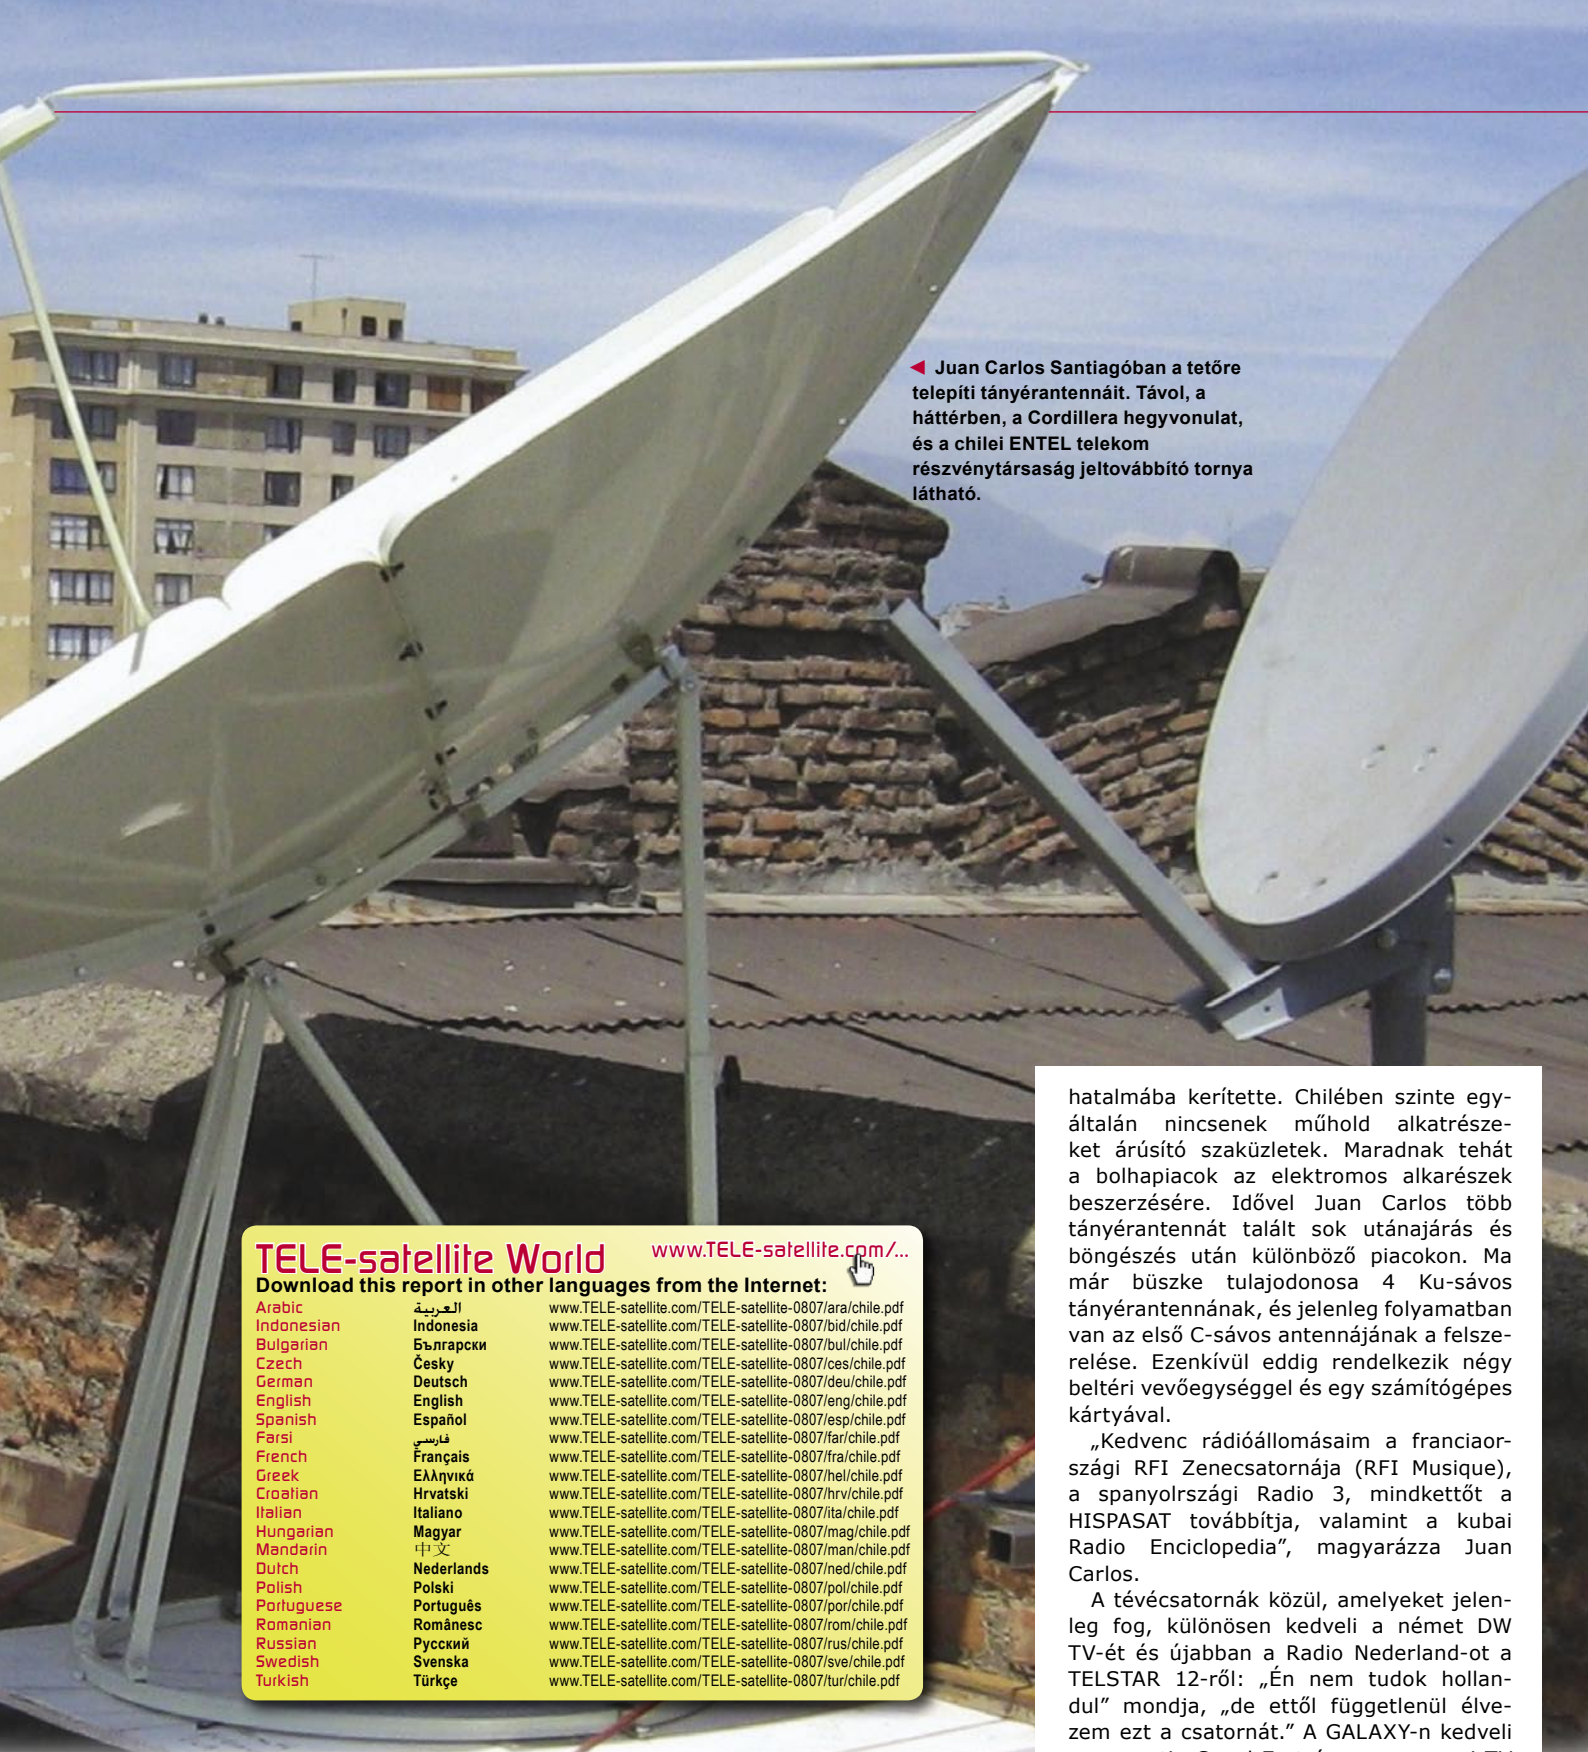 Juan Carlos Santiagóban a tetőre
telepíti tányérantennáit. Távol, a
háttérben, a Cordillera hegyvonulat,
és a chilei ENTEL telekom
részvénytársaság jeltovábbító tornya
látható.
TELE-satellite World www.TELE-satellite.com/...
Download this report in other languages from the Internet:
Arabic العربية www.TELE-satellite.com/TELE-satellite-0807/ara/chile.pdf
Indonesian Indonesia www.TELE-satellite.com/TELE-satellite-0807/bid/chile.pdf
Bulgarian Български www.TELE-satellite.com/TELE-satellite-0807/bul/chile.pdf
Czech Česky www.TELE-satellite.com/TELE-satellite-0807/ces/chile.pdf
German Deutsch www.TELE-satellite.com/TELE-satellite-0807/deu/chile.pdf
English English www.TELE-satellite.com/TELE-satellite-0807/eng/chile.pdf
Spanish Español www.TELE-satellite.com/TELE-satellite-0807/esp/chile.pdf
Farsi فارسي www.TELE-satellite.com/TELE-satellite-0807/far/chile.pdf
French Français www.TELE-satellite.com/TELE-satellite-0807/fra/chile.pdf
Greek Ελληνικά www.TELE-satellite.com/TELE-satellite-0807/hel/chile.pdf
Croatian Hrvatski www.TELE-satellite.com/TELE-satellite-0807/hrv/chile.pdf
Italian Italiano www.TELE-satellite.com/TELE-satellite-0807/ita/chile.pdf
Hungarian Magyar www.TELE-satellite.com/TELE-satellite-0807/mag/chile.pdf
Mandarin 中文 www.TELE-satellite.com/TELE-satellite-0807/man/chile.pdf
Dutch Nederlands www.TELE-satellite.com/TELE-satellite-0807/ned/chile.pdf
Polish Polski www.TELE-satellite.com/TELE-satellite-0807/pol/chile.pdf
Portuguese Português www.TELE-satellite.com/TELE-satellite-0807/por/chile.pdf
Romanian Românesc www.TELE-satellite.com/TELE-satellite-0807/rom/chile.pdf
Russian Русский www.TELE-satellite.com/TELE-satellite-0807/rus/chile.pdf
Swedish Svenska www.TELE-satellite.com/TELE-satellite-0807/sve/chile.pdf
Turkish Türkçe www.TELE-satellite.com/TELE-satellite-0807/tur/chile.pdf
hatalmába kerítette. Chilében szinte egy-
általán nincsenek műhold alkatrésze-
ket árúsító szaküzletek. Maradnak tehát
a bolhapiacok az elektromos alkarészek
beszerzésére. Idővel Juan Carlos több
tányérantennát talált sok utánajárás és
böngészés után különböző piacokon. Ma
már büszke tulajodonosa 4 Ku-sávos
tányérantennának, és jelenleg folyamatban
van az első C-sávos antennájának a felsze-
relése. Ezenkívül eddig rendelkezik négy
beltéri vevőegységgel és egy számítógépes
kártyával.
„Kedvenc rádióállomásaim a franciaor-
szági RFI Zenecsatornája (RFI Musique),
a spanyolrszági Radio 3, mindkettőt a
HISPASAT továbbítja, valamint a kubai
Radio Enciclopedia”, magyarázza Juan
Carlos.
A tévécsatornák közül, amelyeket jelen-
leg fog, különösen kedveli a német DW
TV-ét és újabban a Radio Nederland-ot a
TELSTAR 12-ről: „Én nem tudok hollan-
dul” mondja, „de ettől függetlenül élve-
zem ezt a csatornát.” A GALAXY-n kedveli